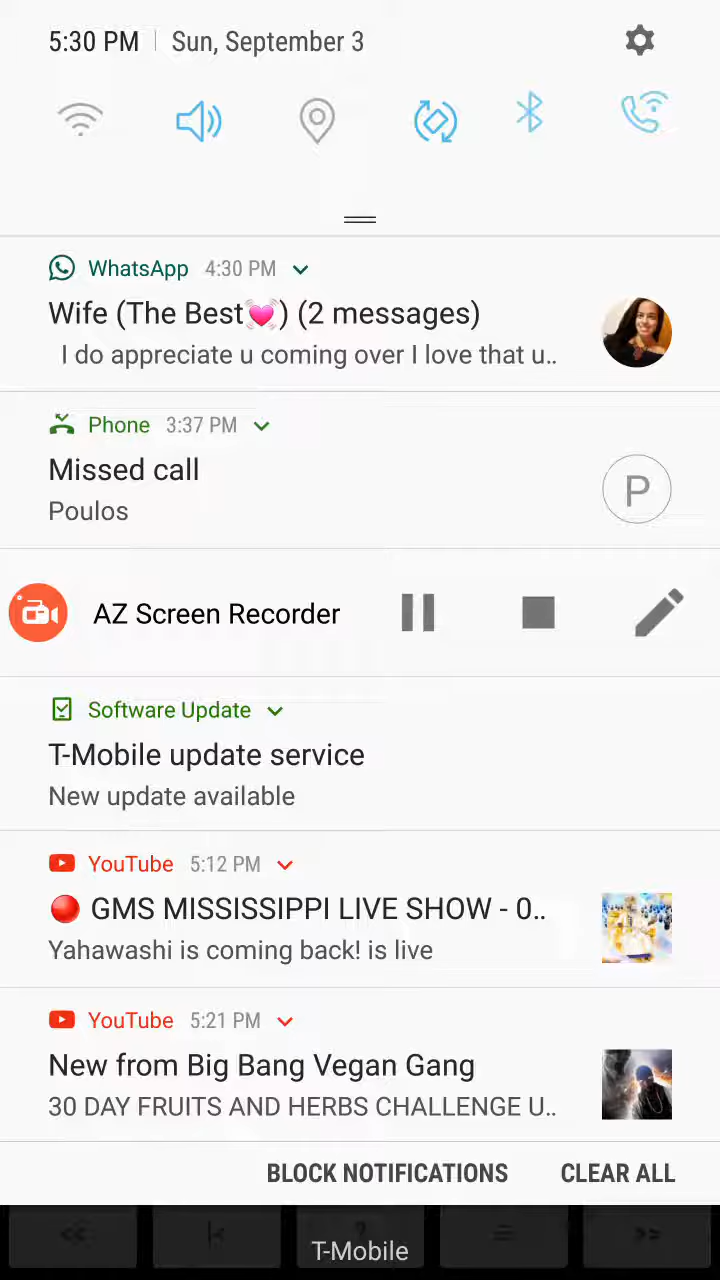 5:30 PM | Sun, September 3
WhatsApp 4:30 PM
Wife (The Best💓) (2 messages)
I do appreciate u coming over I love that u..
Phone 3:37 PM
Missed call
Poulos
P
AZ Screen Recorder
Software Update
T-Mobile update service
New update available
YouTube 5:12 PM
🔴 GMS MISSISSIPPI LIVE SHOW - 0..
Yahawashi is coming back! is live
YouTube 5:21 PM
New from Big Bang Vegan Gang
30 DAY FRUITS AND HERBS CHALLENGE U..
BLOCK NOTIFICATIONS CLEAR ALL
T-Mobile